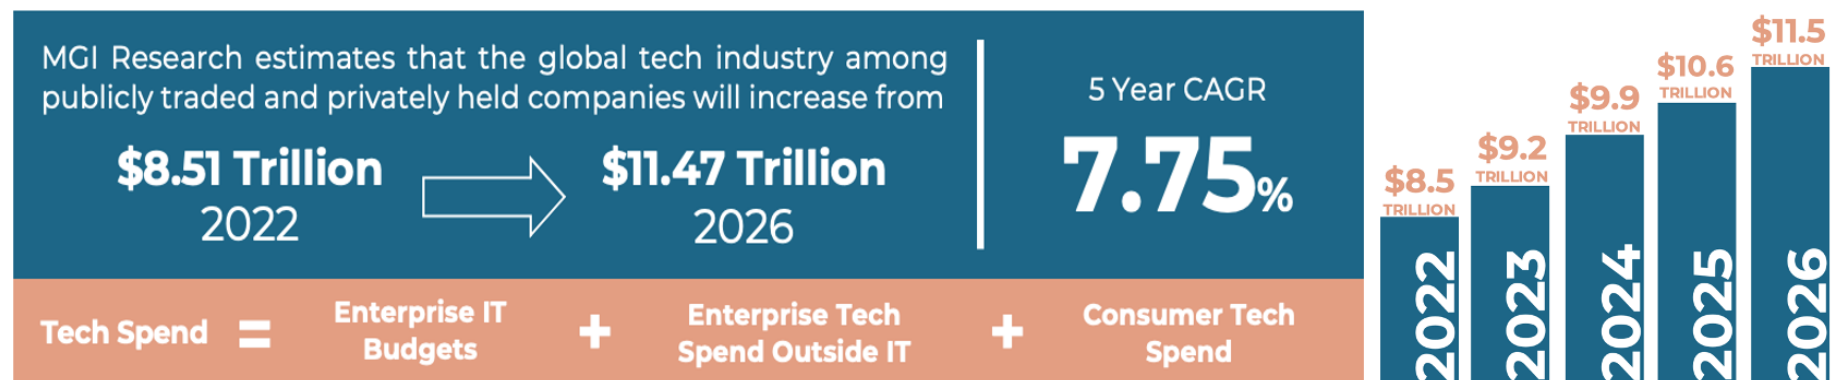 MGI Research estimates that the global tech industry among
publicly traded and privately held companies will increase from
$8.51 Trillion
2022
$11.47 Trillion
2026
5 Year CAGR
7.75%
Tech Spend
=
Enterprise IT
Budgets
+
Enterprise Tech
Spend Outside IT
+
Consumer Tech
Spend
$8.5
TRILLION
2022
$9.2
TRILLION
2023
$9.9
TRILLION
2024
$10.6
TRILLION
2025
$11.5
TRILLION
2026